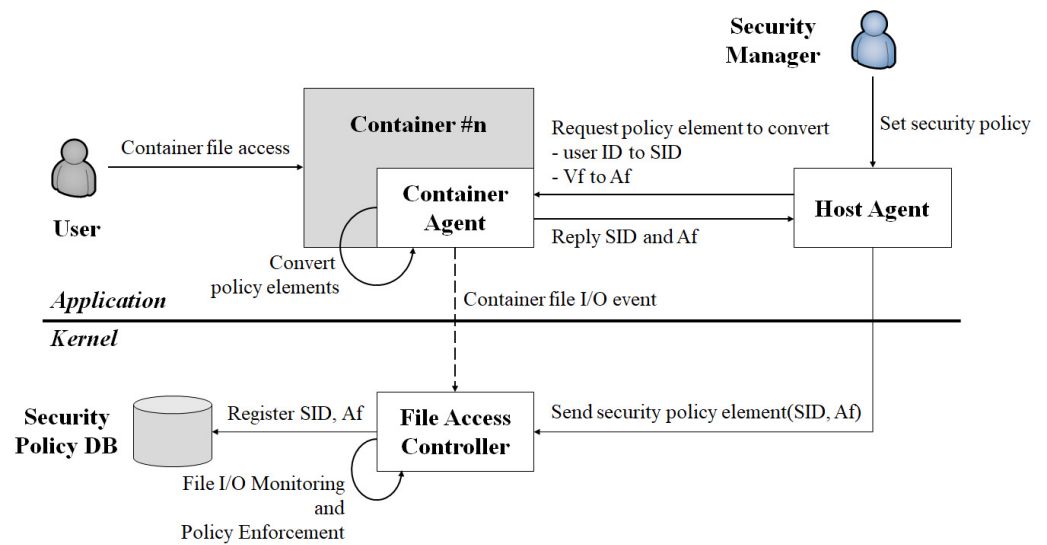 Security
Manager
Container #n
Request policy element to convert
- user ID to SID
- Vf to Af
Set security policy
Container file access
Container
Agent
Host Agent
User
Reply SID and Af
Convert
policy elements
Application
Container file I/O event
Kernel
Security
Policy DB
Register SID, Af
File Access
Controller
Send security policy element(SID, Af)
File I/O Monitoring
and
Policy Enforcement